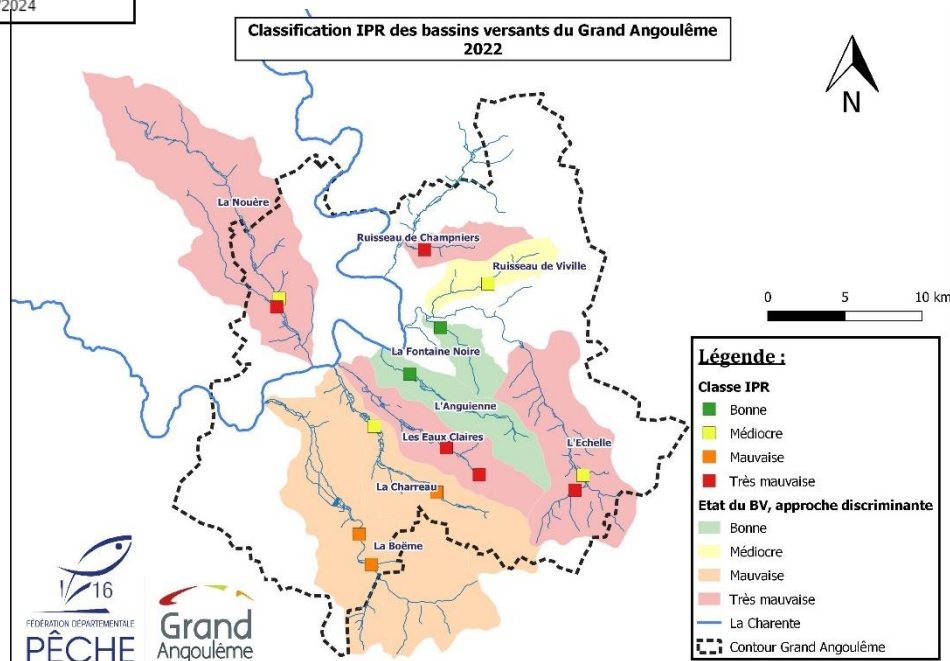 /2024
Classification IPR des bassins versants du Grand Angoulême
2022
N
La Nouère
Ruisseau de Champniers
Ruisseau de Viville
0 5 10 km
La Fontaine Noire
L'Anguienne
Les Eaux Claires
L'Echelle
La Charreau
La Boëme
Légende :
Classe IPR
Bonne
Médiocre
Mauvaise
Très mauvaise
Etat du BV, approche discriminante
Bonne
Médiocre
Mauvaise
Très mauvaise
La Charente
Contour Grand Angoulême
16
FÉDÉRATION DÉPARTEMENTALE
PÊCHE
Grand
Angoulême